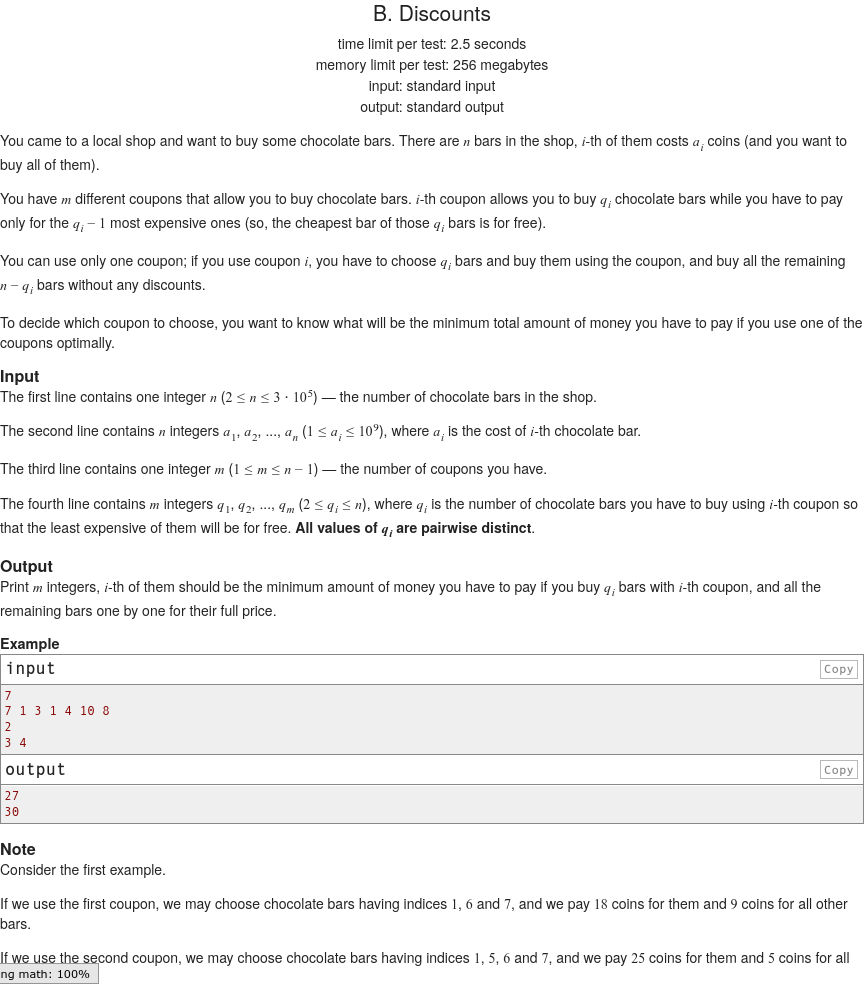 B. Discounts
time limit per test: 2.5 seconds
memory limit per test: 256 megabytes
input: standard input
output: standard output
You came to a local shop and want to buy some chocolate bars. There are n bars in the shop, i-th of them costs a_i coins (and you want to
buy all of them).
You have m different coupons that allow you to buy chocolate bars. i-th coupon allows you to buy q_i chocolate bars while you have to pay
only for the q_i − 1 most expensive ones (so, the cheapest bar of those q_i bars is for free).
You can use only one coupon; if you use coupon i, you have to choose q_i bars and buy them using the coupon, and buy all the remaining
n − q_i bars without any discounts.
To decide which coupon to choose, you want to know what will be the minimum total amount of money you have to pay if you use one of the
coupons optimally.
Input
The first line contains one integer n (2 ≤ n ≤ 3 · 10^5) — the number of chocolate bars in the shop.
The second line contains n integers a_1, a_2, ..., a_n (1 ≤ a_i ≤ 10^9), where a_i is the cost of i-th chocolate bar.
The third line contains one integer m (1 ≤ m ≤ n − 1) — the number of coupons you have.
The fourth line contains m integers q_1, q_2, ..., q_m (2 ≤ q_i ≤ n), where q_i is the number of chocolate bars you have to buy using i-th coupon so
that the least expensive of them will be for free. All values of q_i are pairwise distinct.
Output
Print m integers, i-th of them should be the minimum amount of money you have to pay if you buy q_i bars with i-th coupon, and all the
remaining bars one by one for their full price.
Example
input Copy
7
7 1 3 1 4 10 8
2
3 4
output Copy
27
30
Note
Consider the first example.
If we use the first coupon, we may choose chocolate bars having indices 1, 6 and 7, and we pay 18 coins for them and 9 coins for all other
bars.
If we use the second coupon, we may choose chocolate bars having indices 1, 5, 6 and 7, and we pay 25 coins for them and 5 coins for all
ng math: 100%